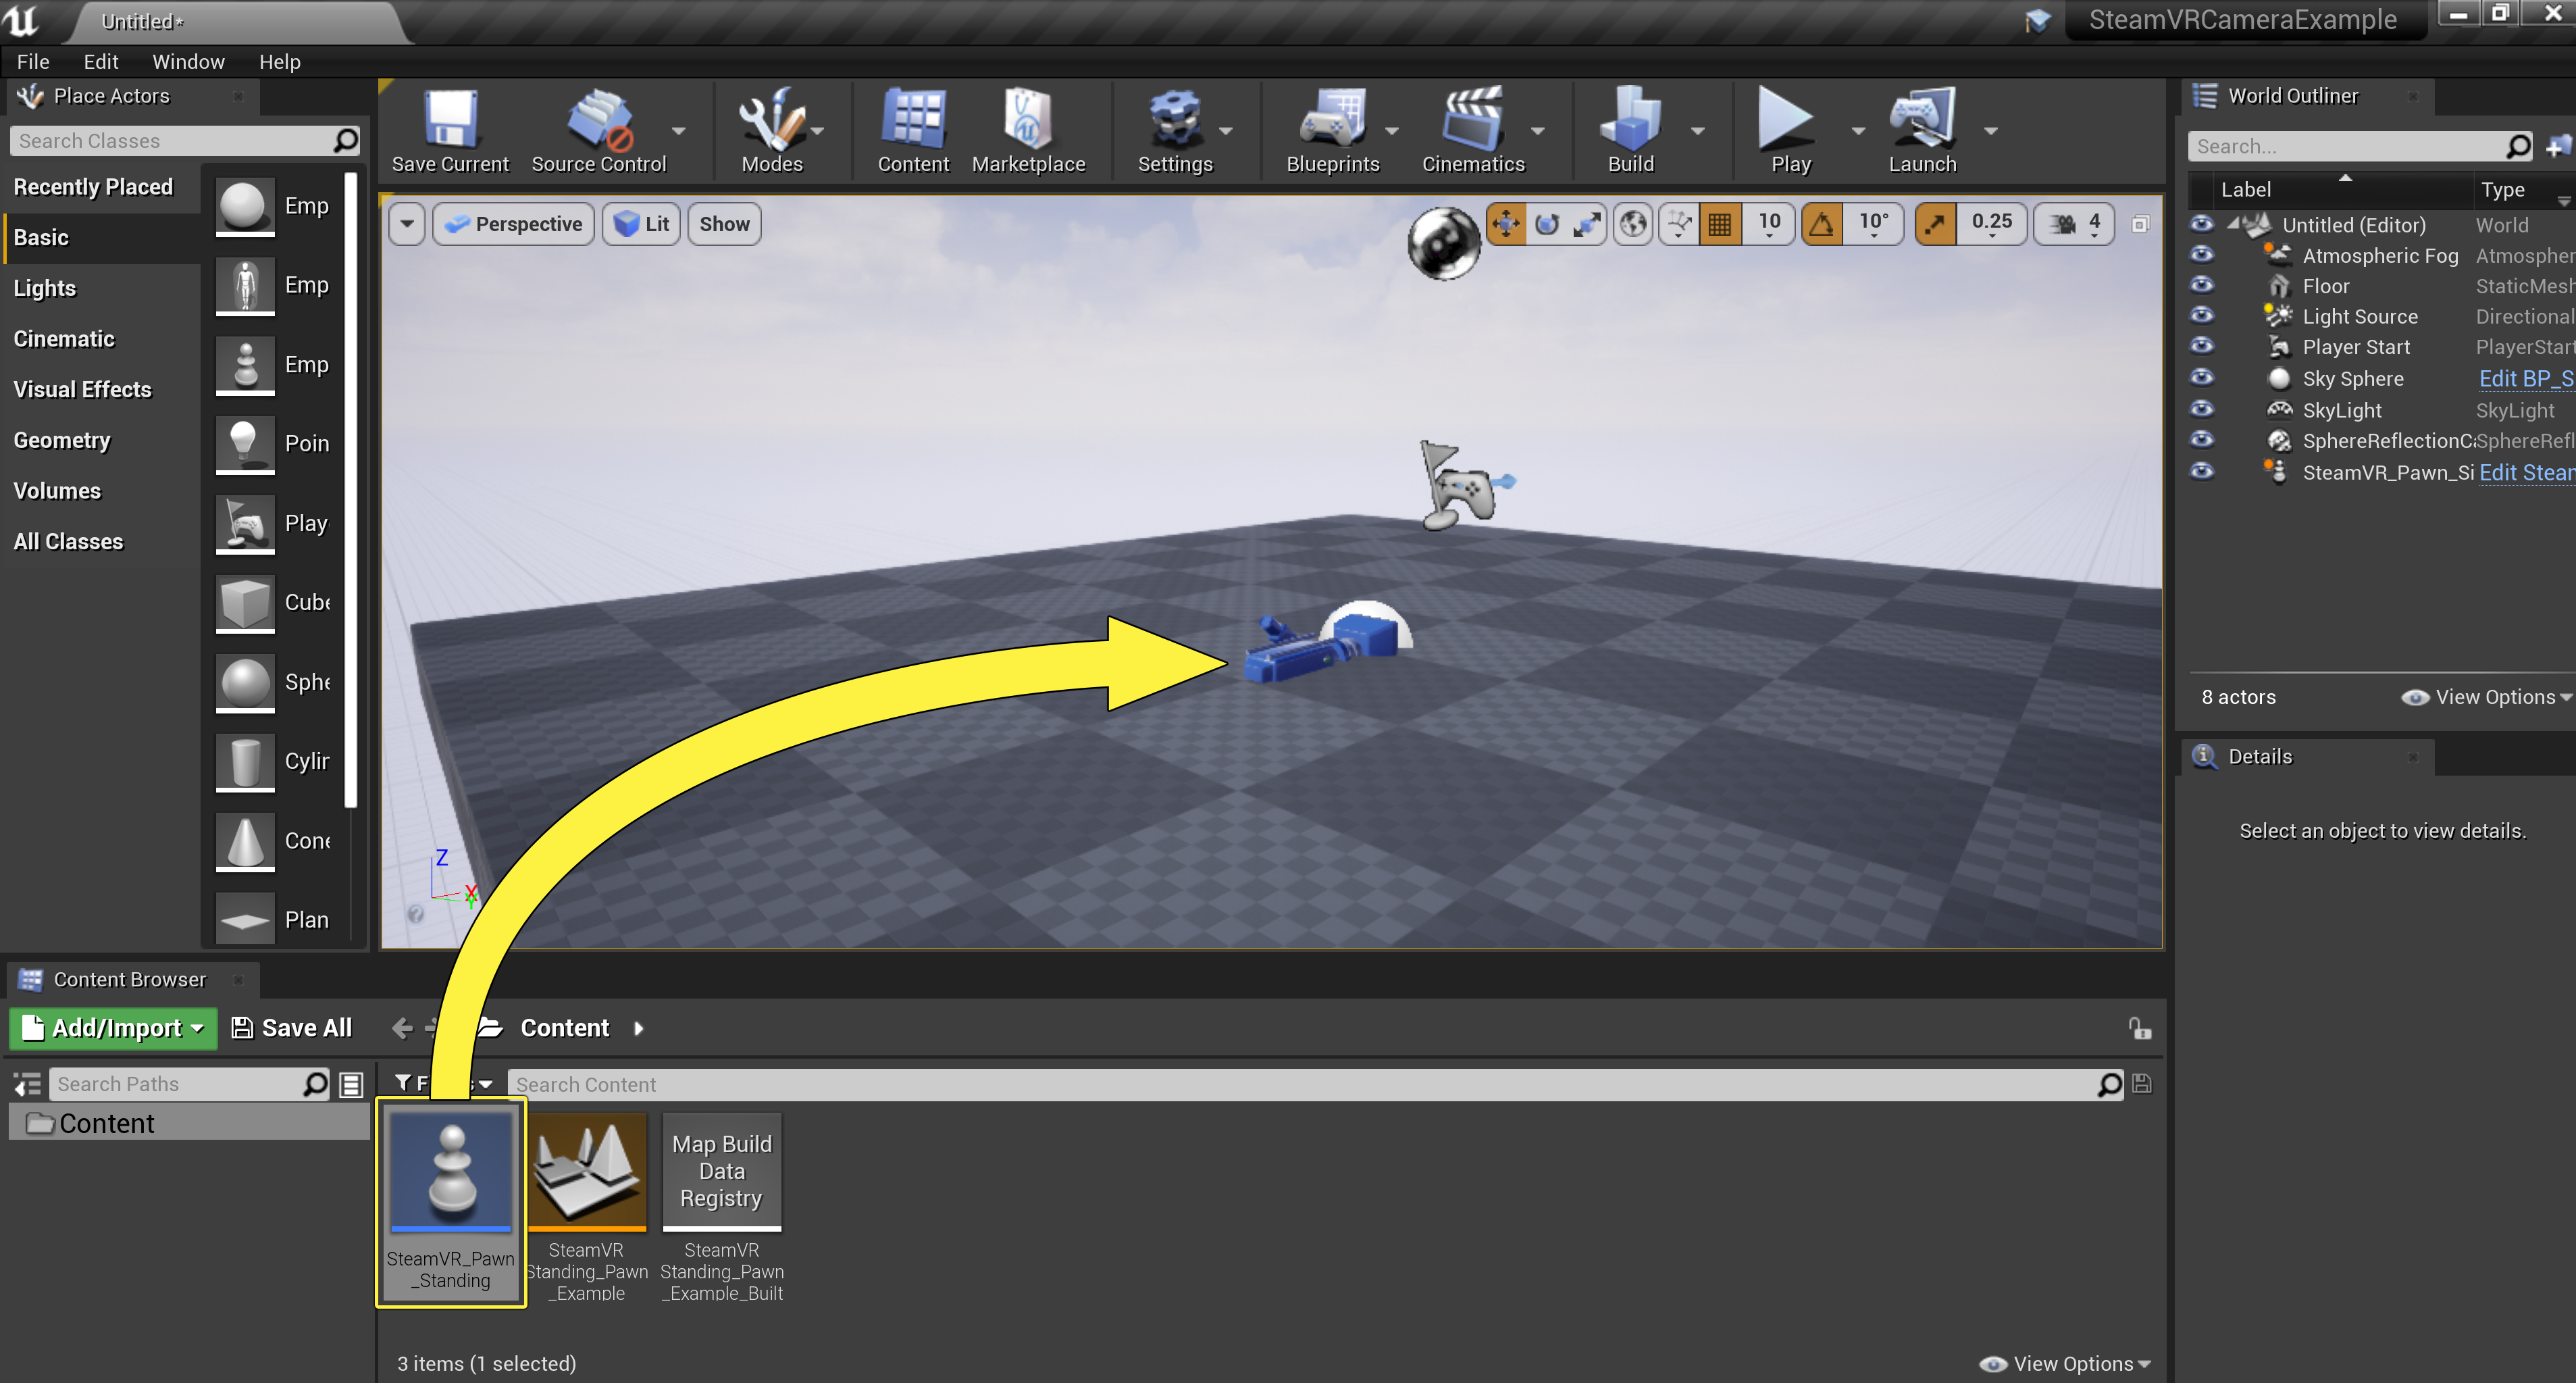 Untitled*
SteamVRCameraExample
File Edit Window Help
Place Actors
Search Classes
Recently Placed
Basic
Lights
Cinematic
Visual Effects
Geometry
Volumes
All Classes
Emp
Emp
Emp
Poin
Play
Cube
Sphe
Cylin
Cone
Plan
Save Current
Source Control
Modes
Content
Marketplace
Settings
Blueprints
Cinematics
Build
Play
Launch
Perspective
Lit
Show
10
10°
0.25
4
Z
X
Y
World Outliner
Search...
Label Type
Untitled (Editor) World
Atmospheric Fog Atmospher
Floor StaticMesh
Light Source Directional
Player Start PlayerStart
Sky Sphere Edit BP_S
SkyLight SkyLight
SphereReflectionCa SphereRefl
SteamVR_Pawn_Si Edit Stean
8 actors
View Options
Details
Select an object to view details.
Content Browser
Add/Import
Save All
Content
Search Paths
Content
Search Content
SteamVR_Pawn
_Standing
SteamVR
Standing_Pawn
_Example
Map Build
Data
Registry
SteamVR
Standing_Pawn
_Example_Built
3 items (1 selected)
View Options